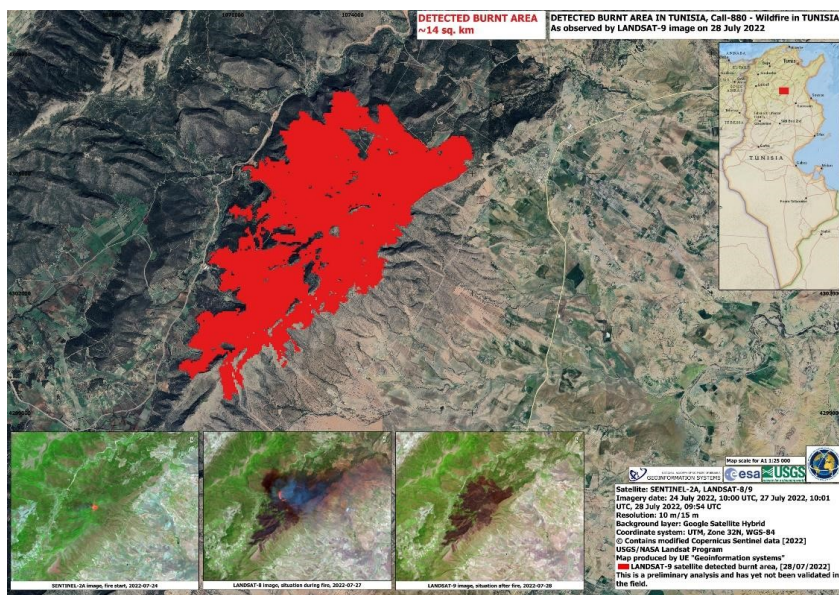 DETECTED BURNT AREA
~14 sq. km
DETECTED BURNT AREA IN TUNISIA, Call-880 - Wildfire in TUNISIA
As observed by LANDSAT-9 image on 28 July 2022
TUNISIA
SENTINEL-2A image, fire start, 2022-07-24
LANDSAT-8 image, situation during fire, 2022-07-27
LANDSAT-9 image, situation after fire, 2022-07-28
Map scale for A1 1:25 000
GEOINFORMATION SYSTEMS
esa
USGS
Satellite: SENTINEL-2A, LANDSAT-8/9
Imagery date: 24 July 2022, 10:00 UTC, 27 July 2022, 10:01
UTC, 28 July 2022, 09:54 UTC
Resolution: 10 m/15 m
Background layer: Google Satellite Hybrid
Coordinate system: UTM, Zone 32N, WGS-84
© Contains modified Copernicus Sentinel data [2022]
USGS/NASA Landsat Program
Map produced by UE "Geoinformation systems"
LANDSAT-9 satellite detected burnt area, [28/07/2022]
This is a preliminary analysis and has yet not been validated in
the field.